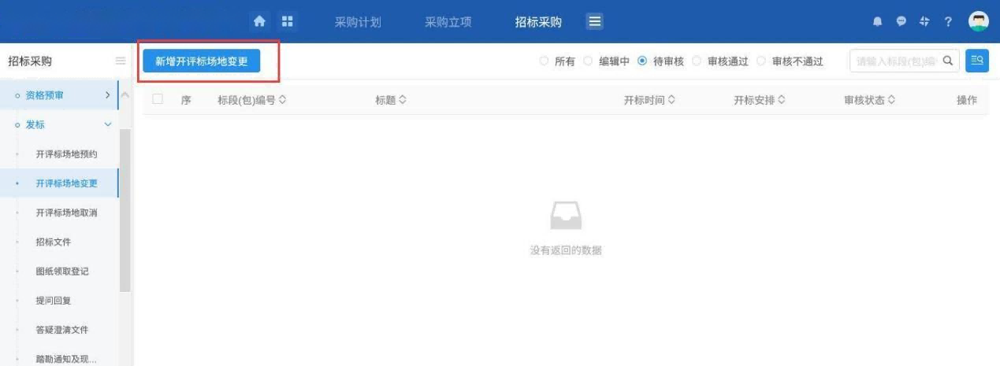 采购计划 采购立项 招标采购
招标采购
新增开评标场地变更
所有 编辑中 待审核 审核通过 审核不通过
请输入标段(包)编
资格预审
序 标段(包)编号 标题 开标时间 开标安排 审核状态 操作
发标
开评标场地预约
开评标场地变更
开评标场地取消
招标文件
没有返回的数据
图纸领取登记
提问回复
答疑澄清文件
踏勘通知及现...